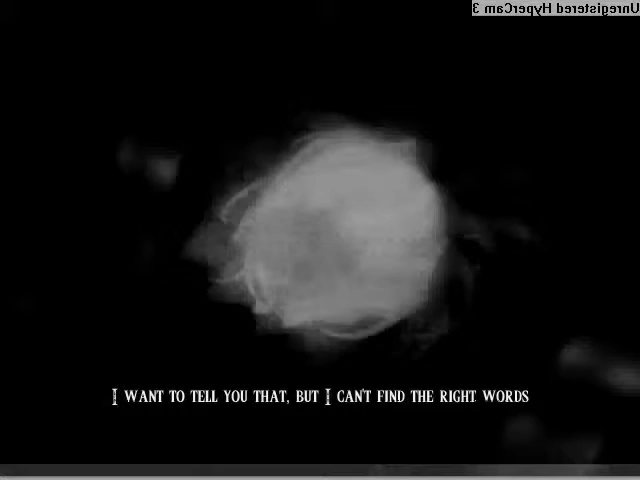 Unregistered HyperCam 3
I WANT TO TELL YOU THAT, BUT I CAN'T FIND THE RIGHT WORDS